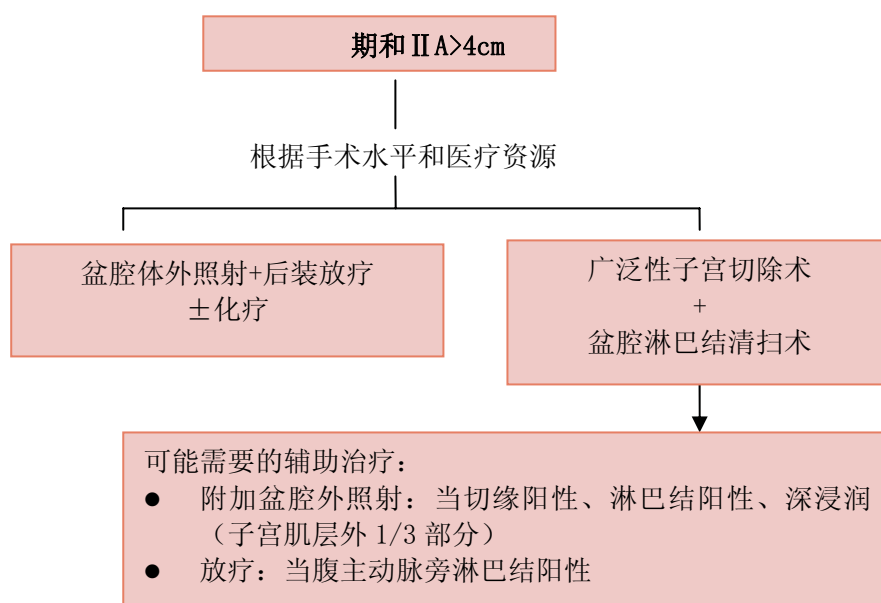 期和ⅡA>4cm
根据手术水平和医疗资源
盆腔体外照射+后装放疗
±化疗
广泛性子宫切除术
+
盆腔淋巴结清扫术
可能需要的辅助治疗：
● 附加盆腔外照射：当切缘阳性、淋巴结阳性、深浸润
（子宫肌层外 1/3 部分）
● 放疗：当腹主动脉旁淋巴结阳性